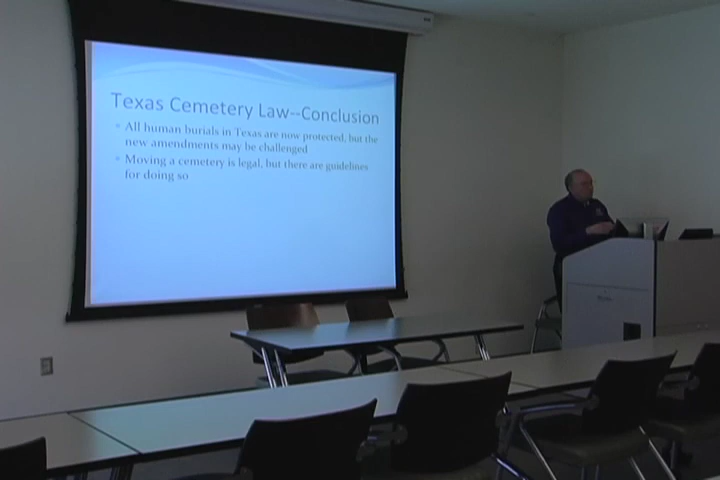 Texas Cemetery Law--Conclusion
All human burials in Texas are now protected, but the
new amendments may be challenged
Moving a cemetery is legal, but there are guidelines
for doing so